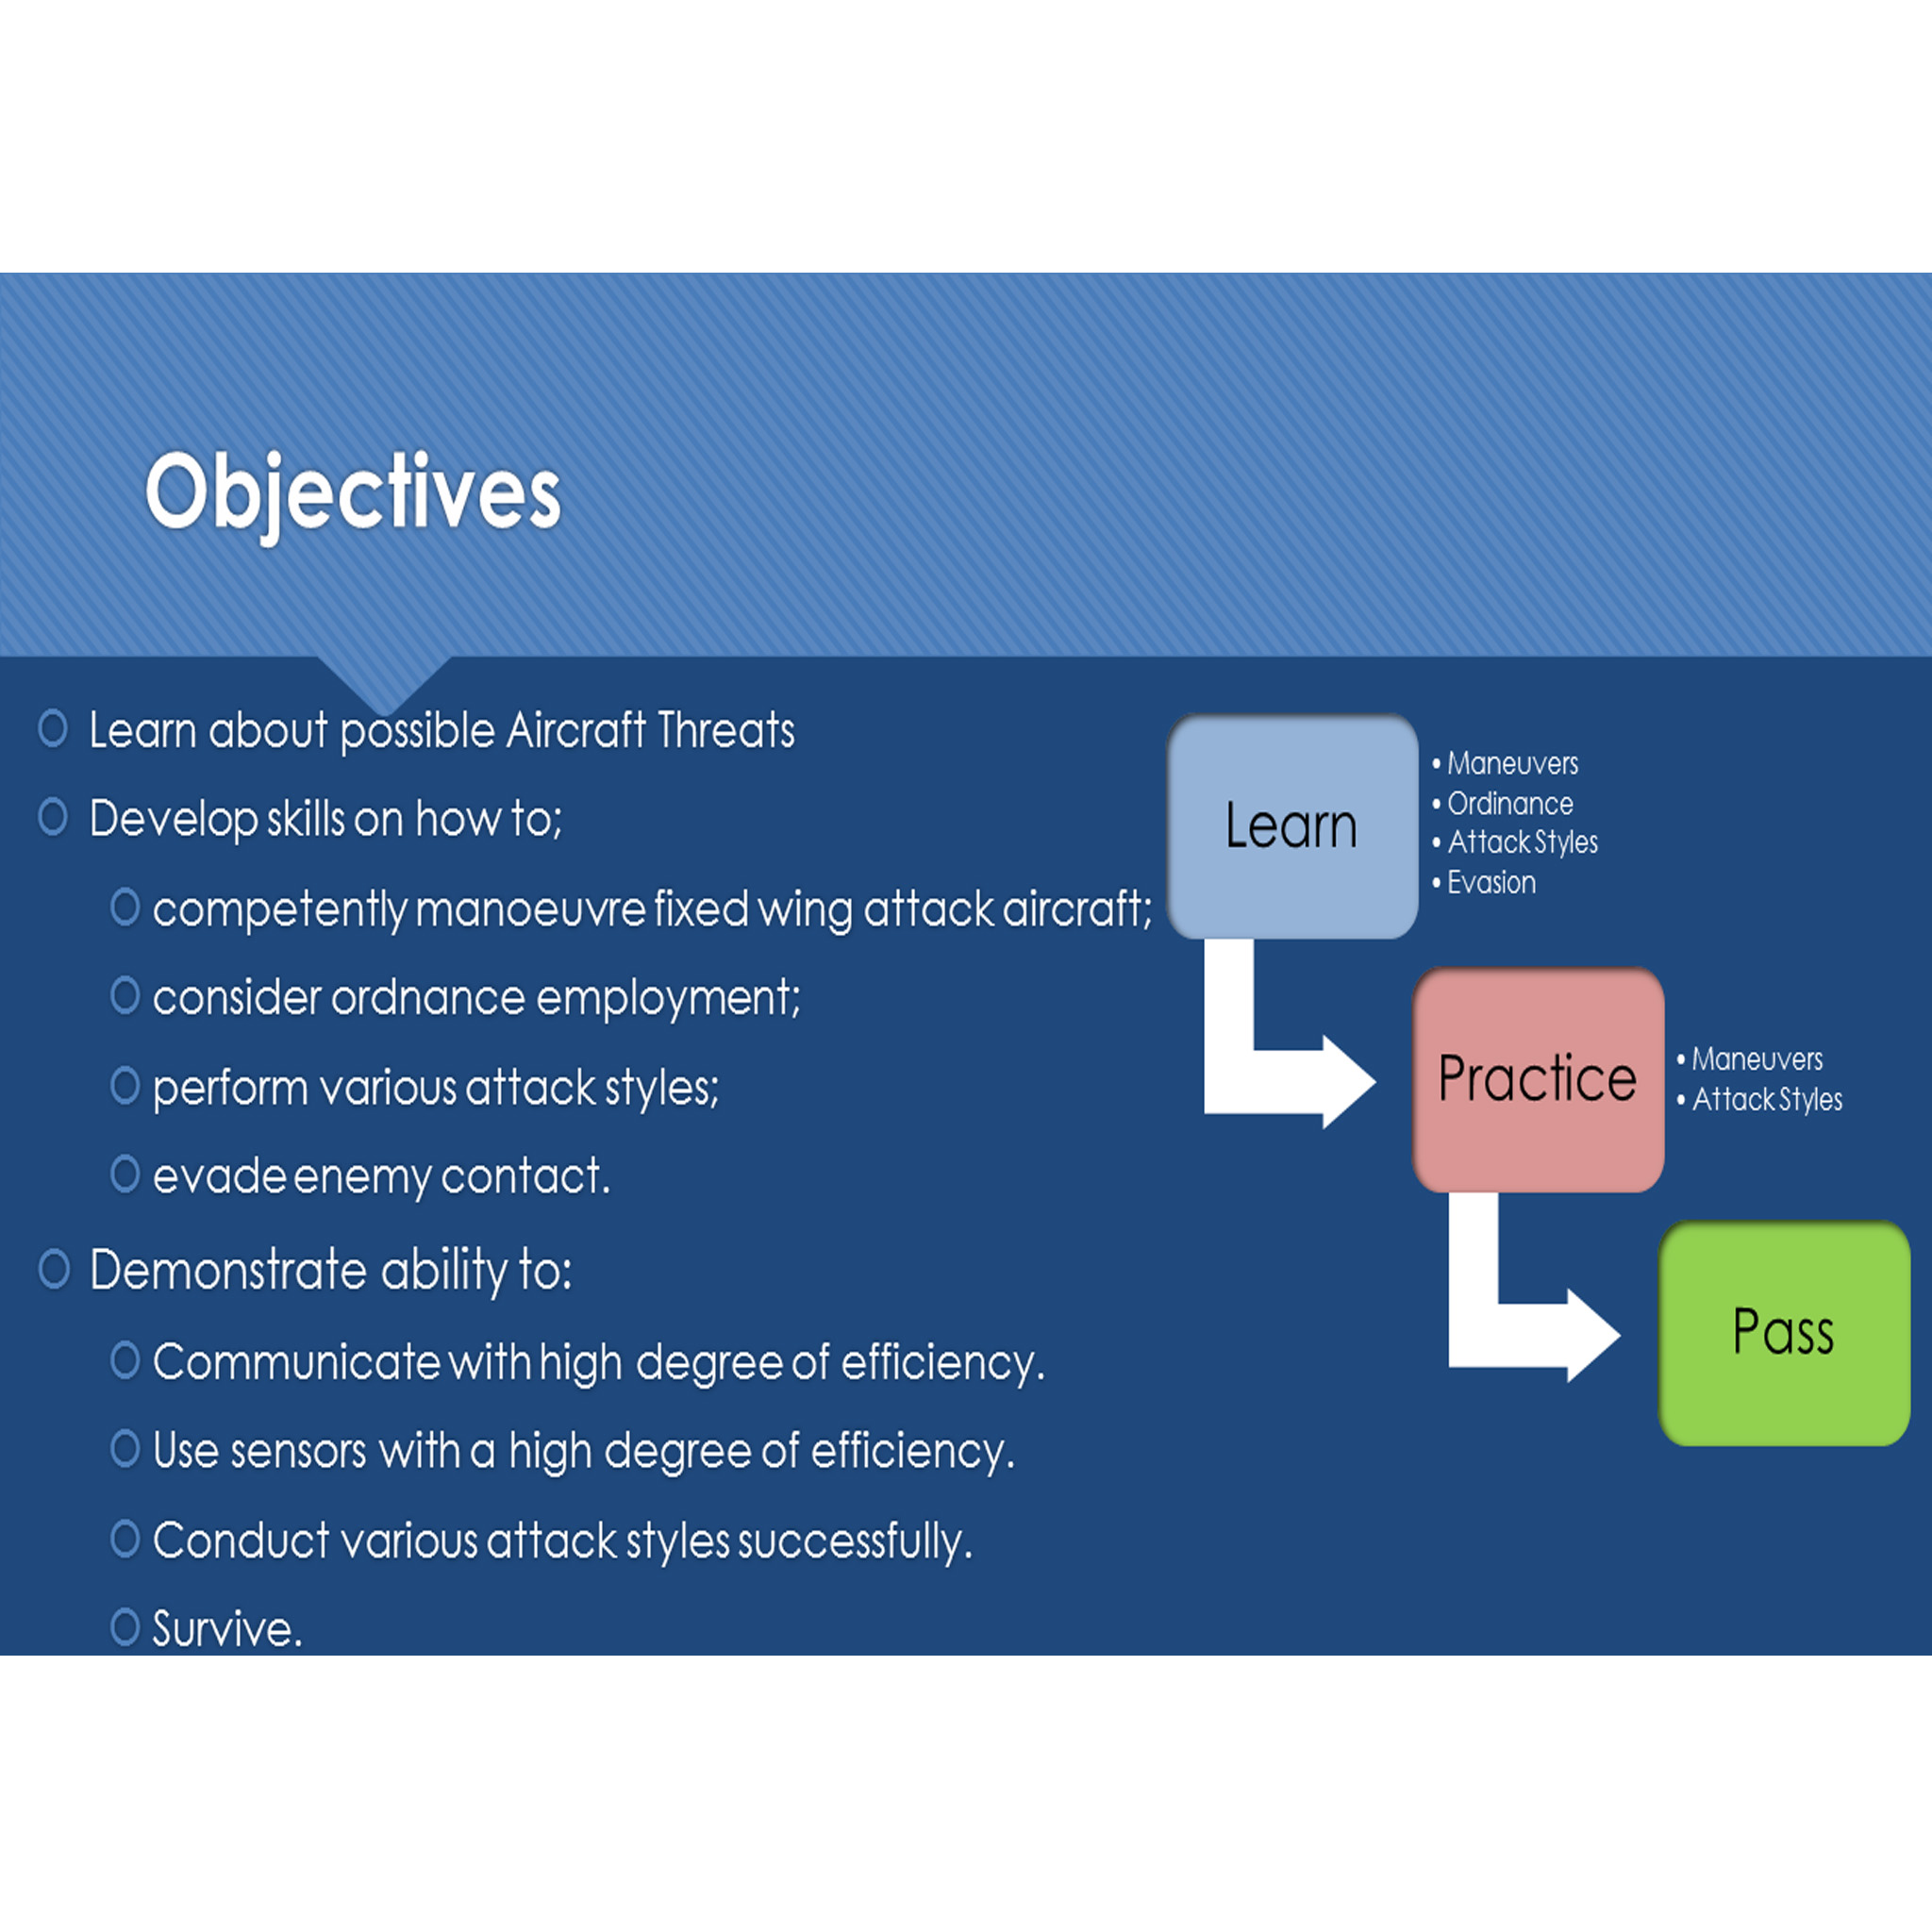 Objectives
Learn about possible Aircraft Threats
Develop skills on how to;
competently manoeuvre fixed wing attack aircraft;
consider ordnance employment;
perform various attack styles;
evade enemy contact.
Demonstrate ability to:
Communicate with high degree of efficiency.
Use sensors with a high degree of efficiency.
Conduct various attack styles successfully.
Survive.
Learn
• Maneuvers
• Ordinance
• Attack Styles
• Evasion
Practice
• Maneuvers
• Attack Styles
Pass